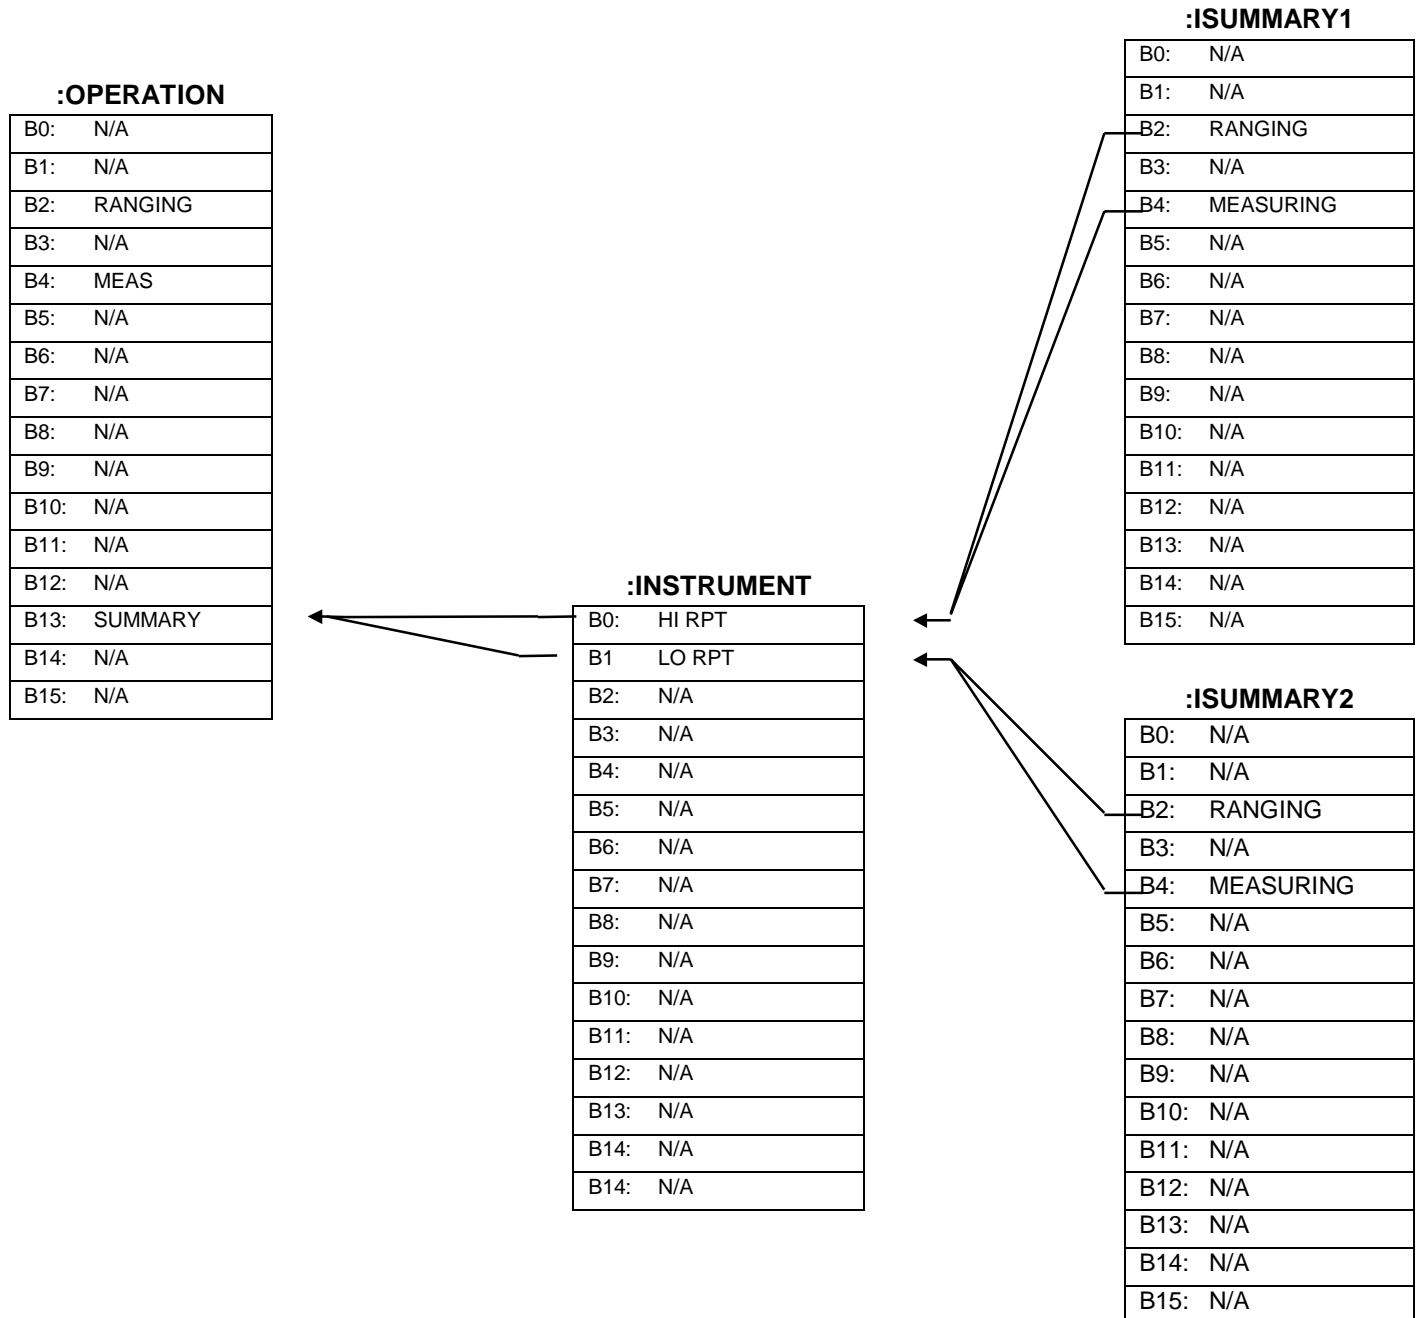 :OPERATION
B0: N/A
B1: N/A
B2: RANGING
B3: N/A
B4: MEAS
B5: N/A
B6: N/A
B7: N/A
B8: N/A
B9: N/A
B10: N/A
B11: N/A
B12: N/A
B13: SUMMARY
B14: N/A
B15: N/A
:INSTRUMENT
B0: HI RPT
B1 LO RPT
B2: N/A
B3: N/A
B4: N/A
B5: N/A
B6: N/A
B7: N/A
B8: N/A
B9: N/A
B10: N/A
B11: N/A
B12: N/A
B13: N/A
B14: N/A
B14: N/A
:ISUMMARY1
B0: N/A
B1: N/A
B2: RANGING
B3: N/A
B4: MEASURING
B5: N/A
B6: N/A
B7: N/A
B8: N/A
B9: N/A
B10: N/A
B11: N/A
B12: N/A
B13: N/A
B14: N/A
B15: N/A
:ISUMMARY2
B0: N/A
B1: N/A
B2: RANGING
B3: N/A
B4: MEASURING
B5: N/A
B6: N/A
B7: N/A
B8: N/A
B9: N/A
B10: N/A
B11: N/A
B12: N/A
B13: N/A
B14: N/A
B15: N/A